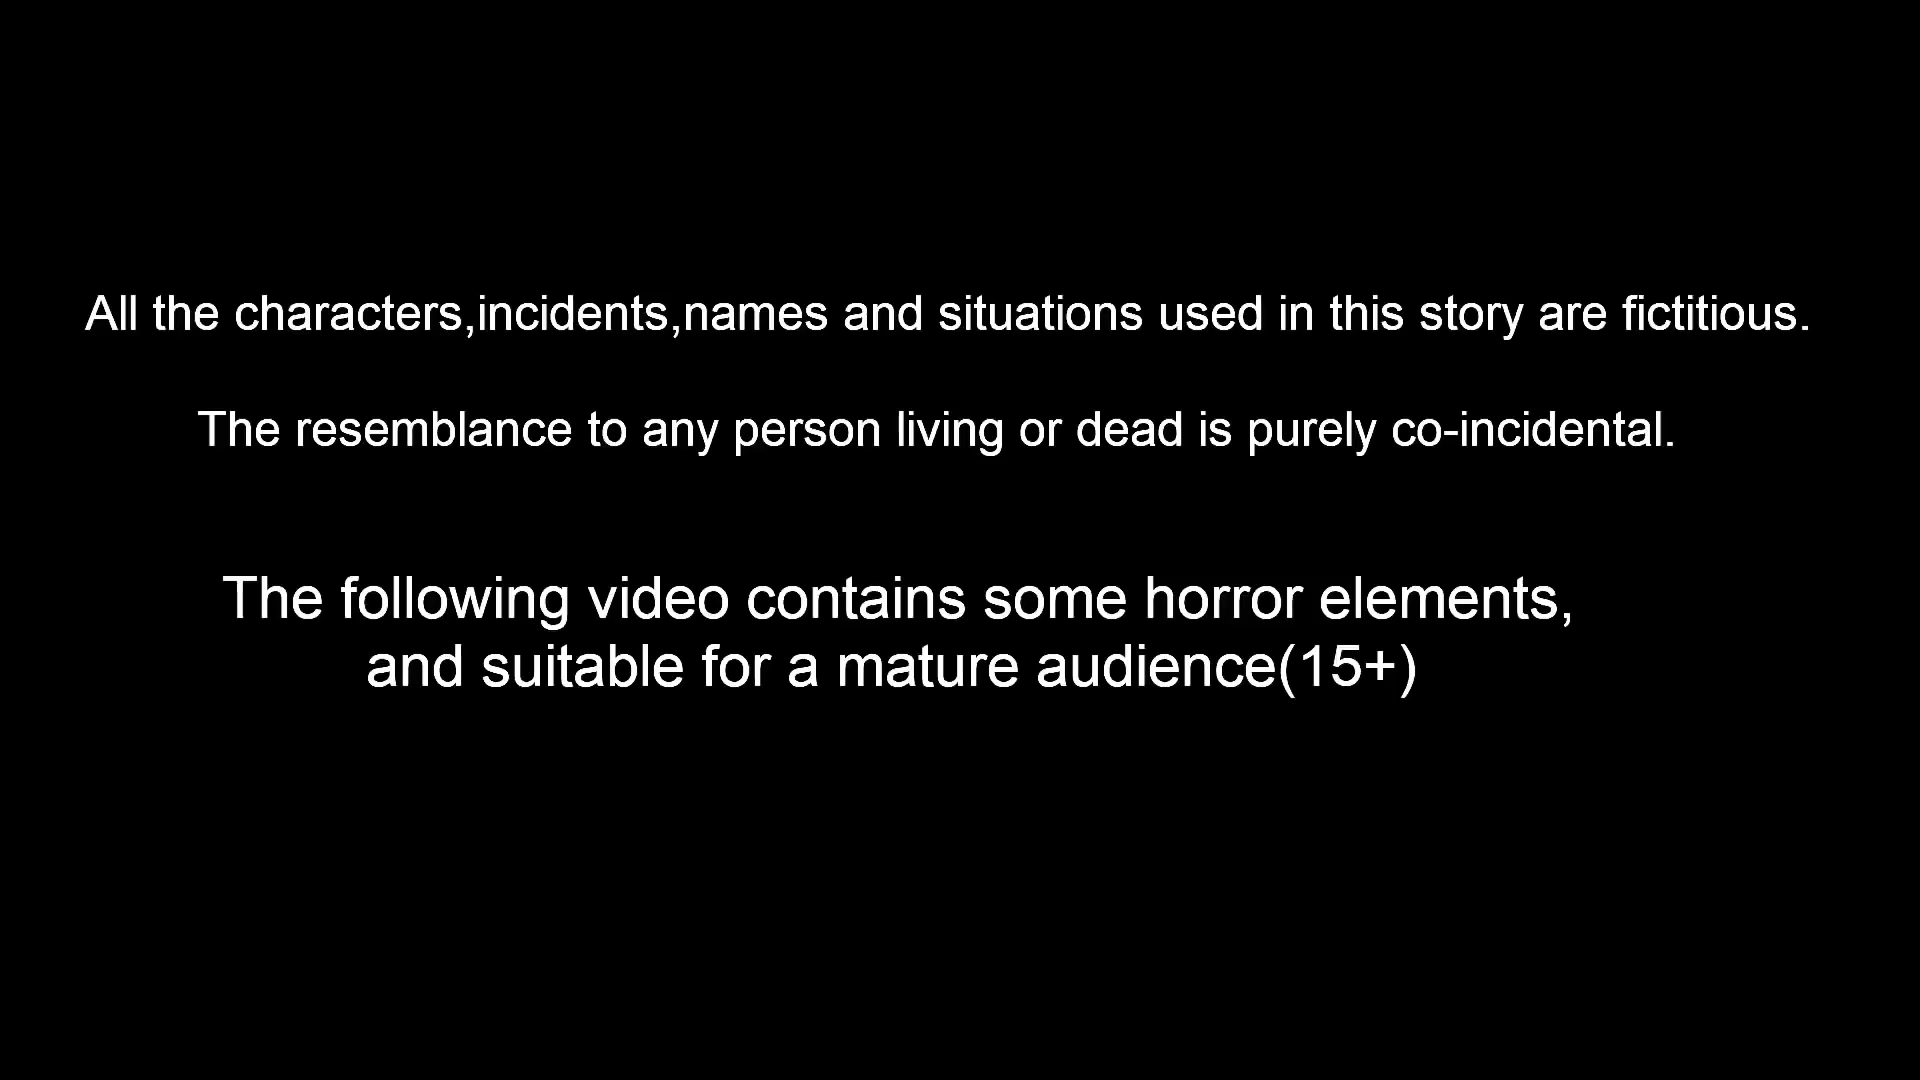 All the characters,incidents,names and situations used in this story are fictitious.
The resemblance to any person living or dead is purely co-incidental.
The following video contains some horror elements,
and suitable for a mature audience(15+)